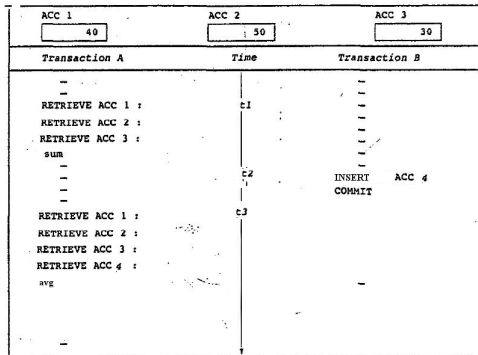 ACC 1 ACC 2 ACC 3
40 50 30
Transaction A Time Transaction B
RETRIEVE ACC 1 : t1
RETRIEVE ACC 2 :
RETRIEVE ACC 3 :
sum
t2 INSERT ACC 4
COMMIT
t3
RETRIEVE ACC 1 :
RETRIEVE ACC 2 :
RETRIEVE ACC 3 :
RETRIEVE ACC 4 :
avg